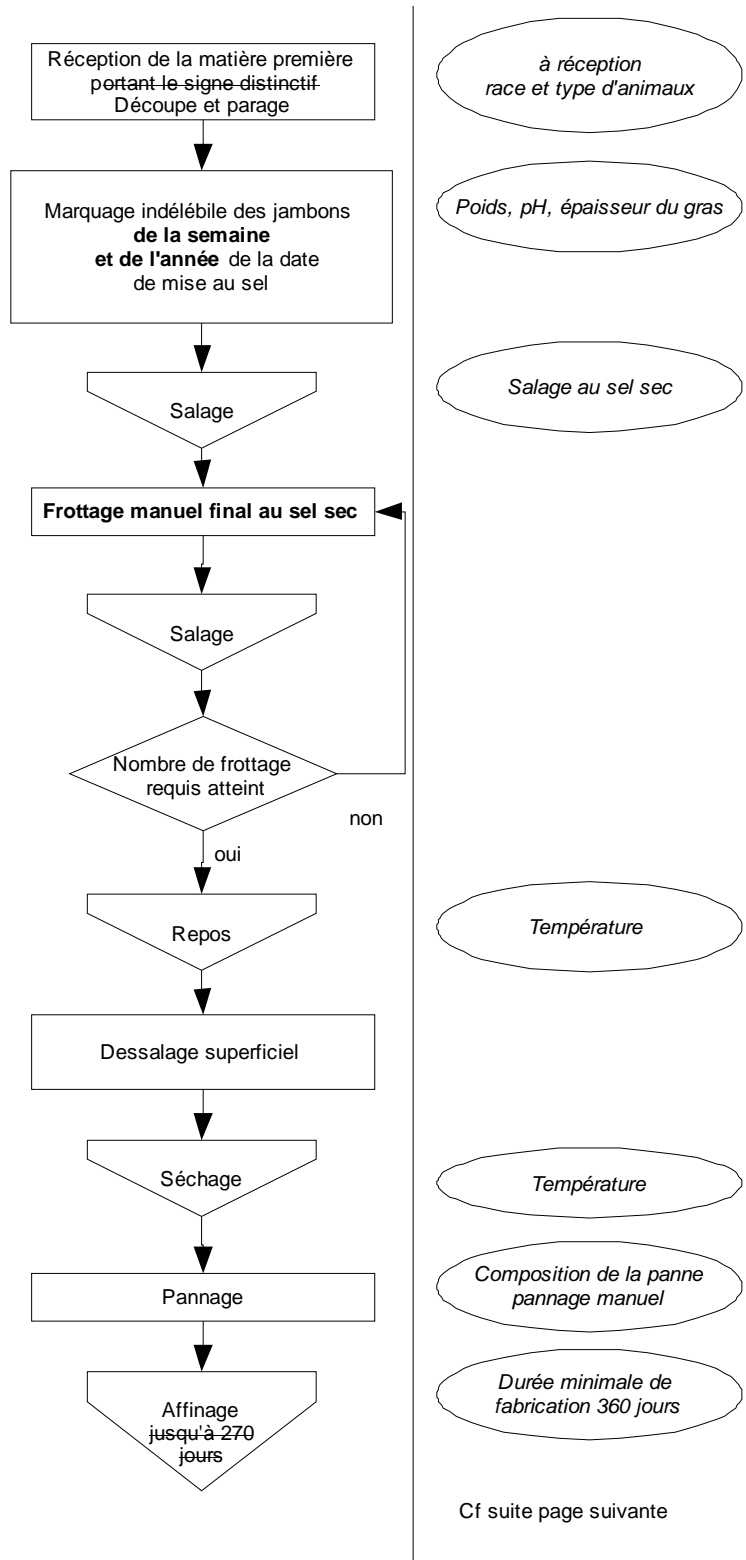 Réception de la matière première
portant le signe distinctif
Découpe et parage
à réception
race et type d'animaux
Marquage indélébile des jambons
de la semaine
et de l'année de la date
de mise au sel
Poids, pH, épaisseur du gras
Salage
Salage au sel sec
Frottage manuel final au sel sec
Salage
Nombre de frottage
requis atteint
non
oui
Repos
Température
Dessalage superficiel
Séchage
Température
Pannage
Composition de la panne
pannage manuel
Affinage
jusqu'à 270
jours
Durée minimale de
fabrication 360 jours
Cf suite page suivante